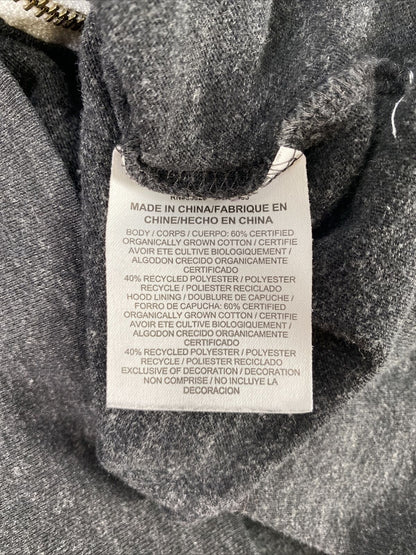 MADE IN CHINA/FABRIQUE EN
CHINE/HECHO EN CHINA
BODY / CORPS / CUERPO: 60% CERTIFIED
ORGANICALLY GROWN COTTON / CERTIFIE
AVOIR ETE CULTIVE BIOLOGIQUEMENT /
ALGODON CRECIDO ORGANICAMENTE
CERTIFICADO
40% RECYCLED POLYESTER / POLYESTER
RECYCLE / POLIESTER RECICLADO
HOOD LINING / DOUBLURE DE CAPUCHE /
FORRO DE CAPUCHA: 60% CERTIFIED
ORGANICALLY GROWN COTTON / CERTIFIE
AVOIR ETE CULTIVE BIOLOGIQUEMENT /
ALGODON CRECIDO ORGANICAMENTE
CERTIFICADO
40% RECYCLED POLYESTER / POLYESTER
RECYCLE / POLIESTER RECICLADO
EXCLUSIVE OF DECORATION / DECORATION
NON COMPRISE / NO INCLUYE LA
DECORACION